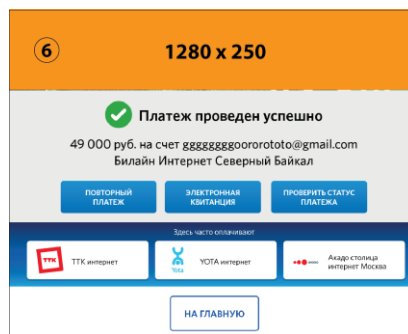 6
1280 x 250
Платеж проведен успешно
49 000 руб. на счет ggggggggoororototo@gmail.com
Билайн Интернет Северный Байкал
ПОВТОРНЫЙ ПЛАТЕЖ
ЭЛЕКТРОННАЯ КВИТАНЦИЯ
ПРОВЕРИТЬ СТАТУС ПЛАТЕЖА
Здесь часто оплачивают
ТТК
ТТК интернет
Yota
YOTA интернет
Акадо столица
интернет Москва
НА ГЛАВНУЮ